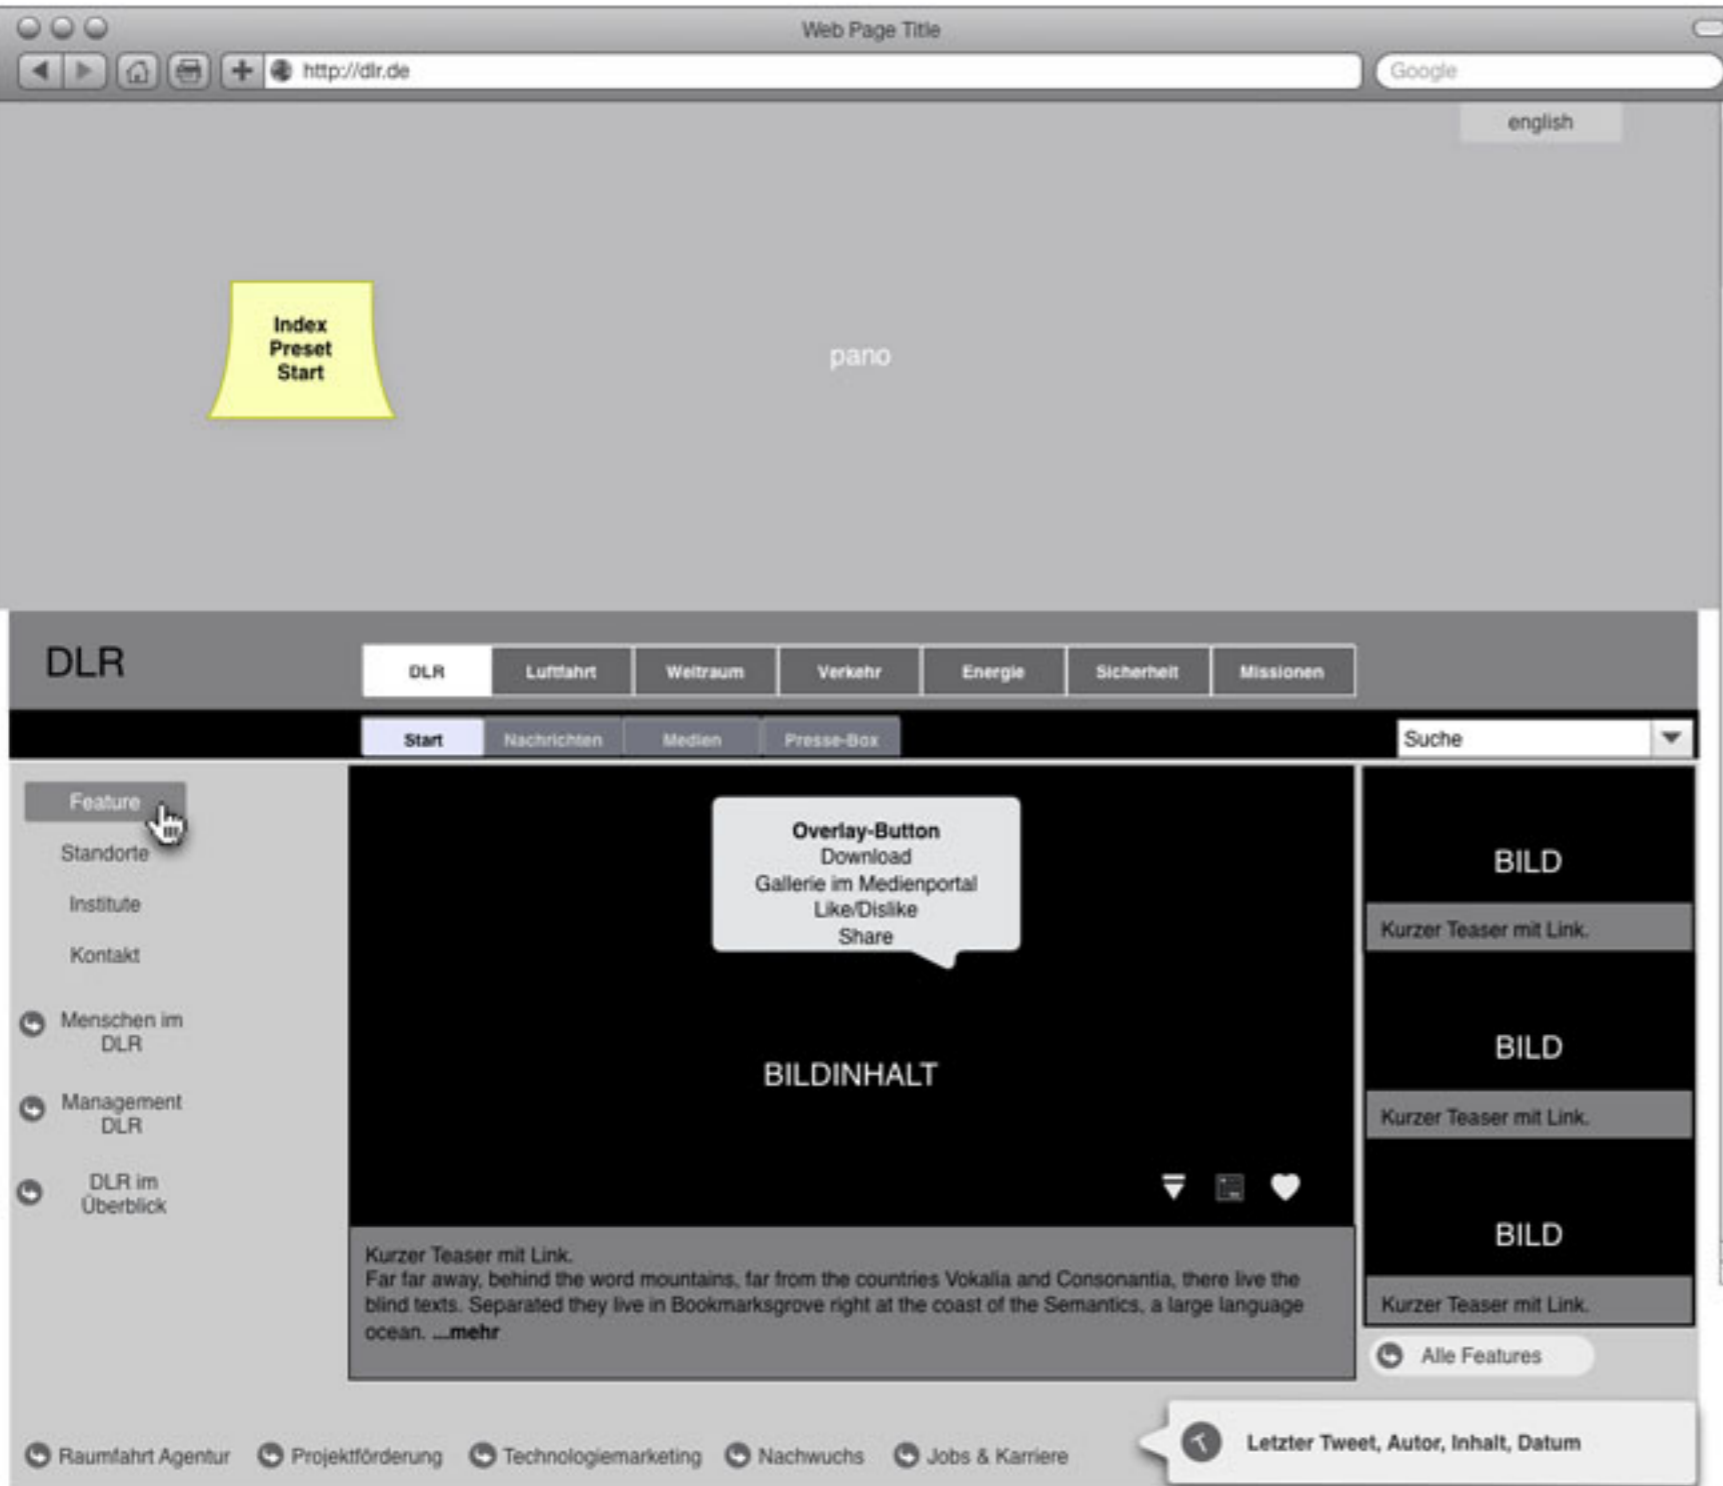 Web Page Title
http://dlr.de
Google
english
Index
Preset
Start
pano
DLR
DLR
Luftfahrt
Weltraum
Verkehr
Energie
Sicherheit
Missionen
Start
Nachrichten
Medien
Presse-Box
Suche
Feature
Standorte
Institute
Kontakt
Menschen im
DLR
Management
DLR
DLR im
Überblick
Overlay-Button
Download
Gallerie im Medienportal
Like/Dislike
Share
BILDINHALT
Kurzer Teaser mit Link.
Far far away, behind the word mountains, far from the countries Vokalia and Consonantia, there live the
blind texts. Separated they live in Bookmarksgrove right at the coast of the Semantics, a large language
ocean. ...mehr
BILD
Kurzer Teaser mit Link.
BILD
Kurzer Teaser mit Link.
BILD
Kurzer Teaser mit Link.
Alle Features
Raumfahrt Agentur
Projektförderung
Technologiemarketing
Nachwuchs
Jobs & Karriere
T
Letzter Tweet, Autor, Inhalt, Datum